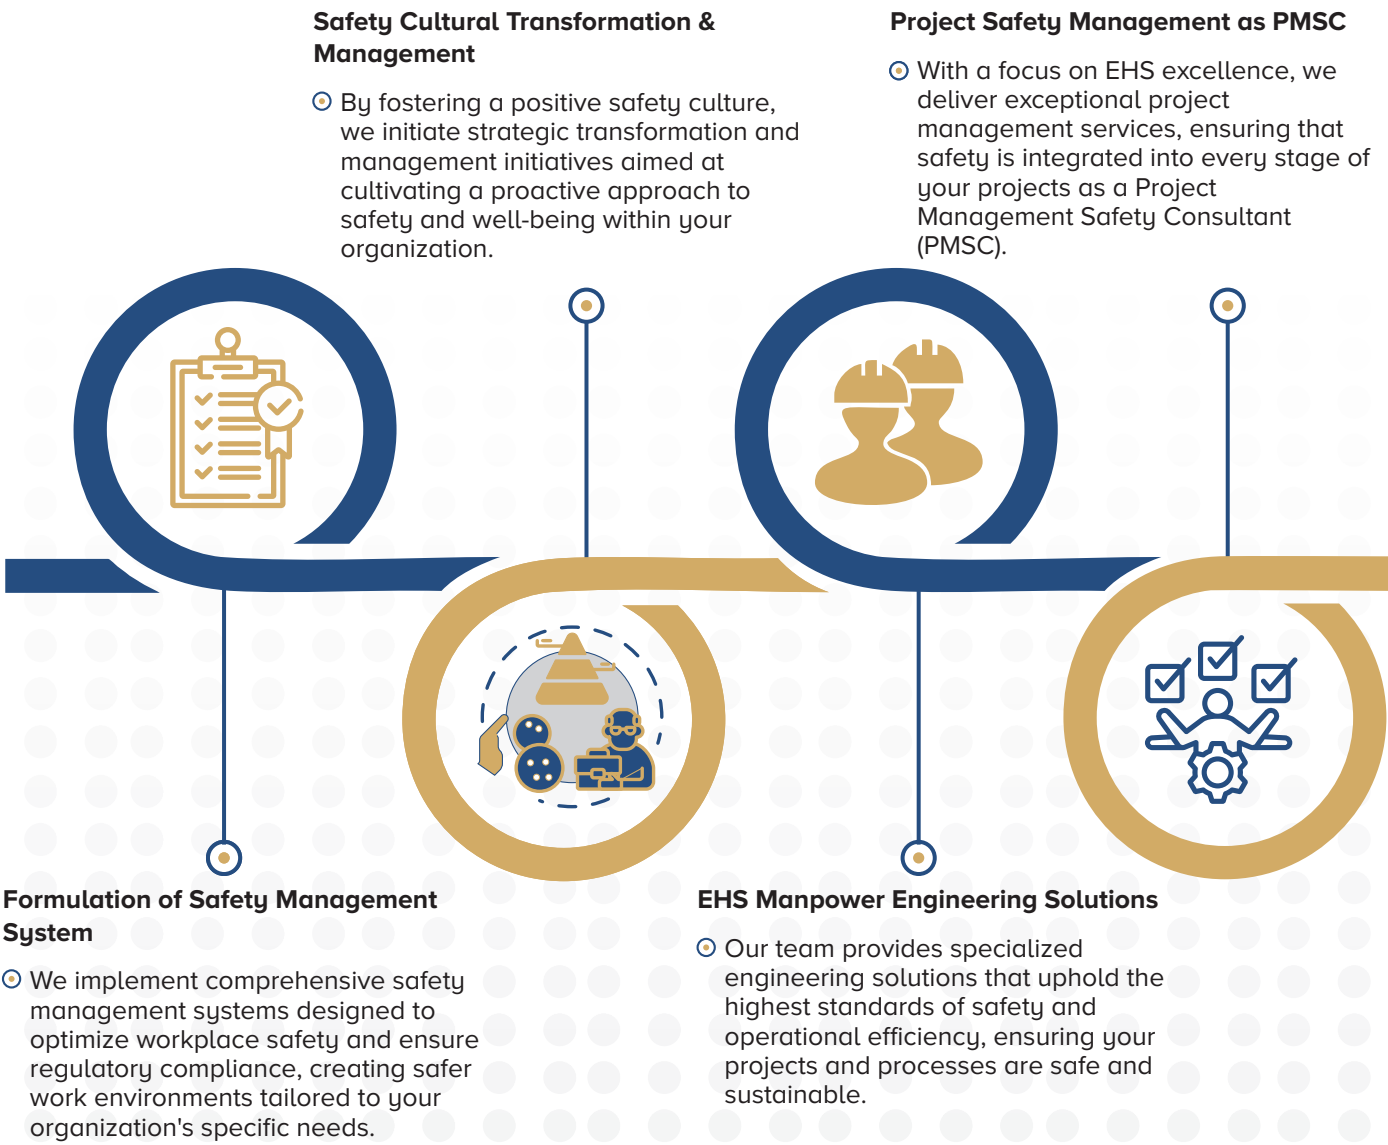 Safety Cultural Transformation &
Management
By fostering a positive safety culture,
we initiate strategic transformation and
management initiatives aimed at
cultivating a proactive approach to
safety and well-being within your
organization.
Project Safety Management as PMSC
With a focus on EHS excellence, we
deliver exceptional project
management services, ensuring that
safety is integrated into every stage of
your projects as a Project
Management Safety Consultant
(PMSC).
Formulation of Safety Management
System
We implement comprehensive safety
management systems designed to
optimize workplace safety and ensure
regulatory compliance, creating safer
work environments tailored to your
organization's specific needs.
EHS Manpower Engineering Solutions
Our team provides specialized
engineering solutions that uphold the
highest standards of safety and
operational efficiency, ensuring your
projects and processes are safe and
sustainable.